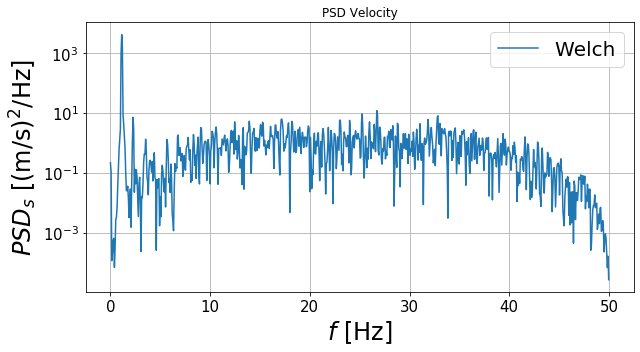 PSD Velocity
PSD_s [(m/s)^2/Hz]
10^3
10^1
10^-1
10^-3
Welch
0 10 20 30 40 50
f [Hz]